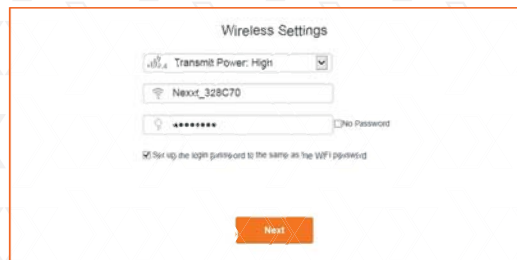 Wireless Settings
Transmit Power: High
Nexxt_328C70
●●●●●●●●
No Password
Set up the login password to the same as the WiFi password
Next